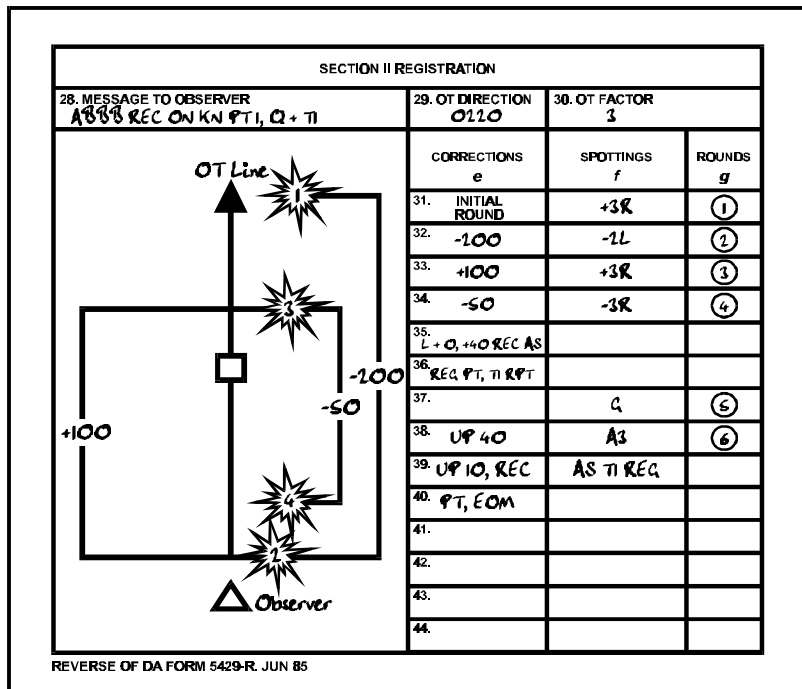 SECTION II REGISTRATION
28. MESSAGE TO OBSERVER
A888 REC ON KN PT 1, Q + TI
29. OT DIRECTION
0220
30. OT FACTOR
3
OT Line
1
3
-200
-50
+100
4
2
Observer
CORRECTIONS
e
SPOTTINGS
f
ROUNDS
g
31. INITIAL ROUND +3R 1
32. -200 -2L 2
33. +100 +3R 3
34. -50 -3R 4
35. L + 0, +40 REC AS
36. REG PT, TI RPT
37. G 5
38. UP 40 A3 6
39. UP 10, REC AS TI REG
40. PT, EOM
41.
42.
43.
44.
REVERSE OF DA FORM 5429-R. JUN 85